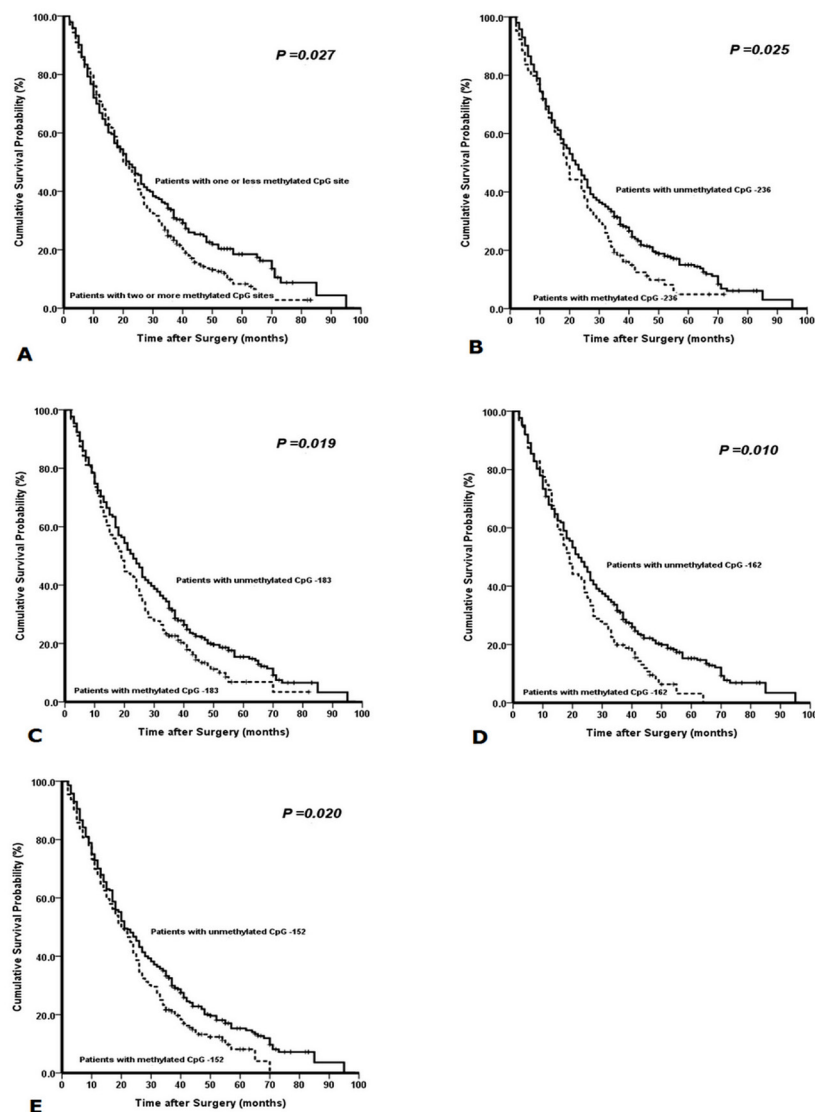 100.0
80.0
60.0
40.0
20.0
0.0
Cumulative Survival Probability (%)
P =0.027
Patients with one or less methylated CpG site
Patients with two or more methylated CpG sites
0 10 20 30 40 50 60 70 80 90 100
Time after Surgery (months)
A
100.0
80.0
60.0
40.0
20.0
0.0
Cumulative Survival Probability (%)
P =0.025
Patients with unmethylated CpG -236
Patients with methylated CpG -236
0 10 20 30 40 50 60 70 80 90 100
Time after Surgery (months)
B
100.0
80.0
60.0
40.0
20.0
0.0
Cumulative Survival Probability (%)
P =0.019
Patients with unmethylated CpG -183
Patients with methylated CpG -183
0 10 20 30 40 50 60 70 80 90 100
Time after Surgery (months)
C
100.0
80.0
60.0
40.0
20.0
0.0
Cumulative Survival Probability (%)
P =0.010
Patients with unmethylated CpG -162
Patients with methylated CpG -162
0 10 20 30 40 50 60 70 80 90 100
Time after Surgery (months)
D
100.0
80.0
60.0
40.0
20.0
0.0
Cumulative Survival Probability (%)
P =0.020
Patients with unmethylated CpG -152
Patients with methylated CpG -152
0 10 20 30 40 50 60 70 80 90 100
Time after Surgery (months)
E